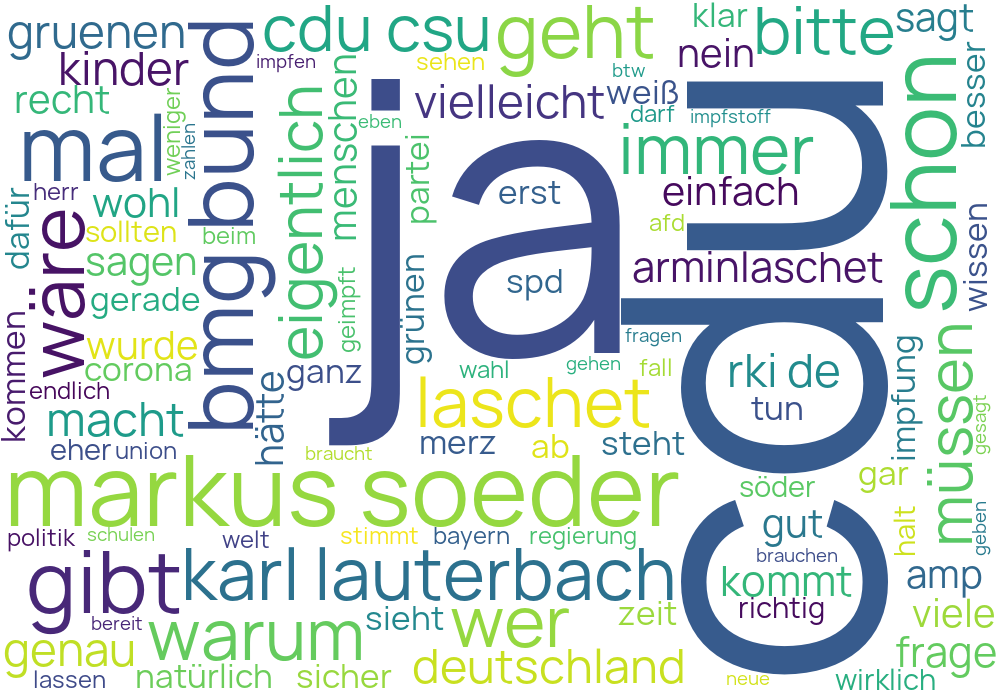 gruenen
cdu csu
geht
klar
bitte
sagt
nein
kinder
impfen
sehen
btw
weiß
recht
menschen
vielleicht
darf
impfstoff
besser
schon
bmg bund
mal
weniger
zahlen
eigentlich
eben
partei
ja
cdu
immer
einfach
herr
dafür
wohl
erst
afd
wäre
sollten
beim
wissen
sagen
geimpft
grünen
spd
arminlaschet
gerade
kommen
fragen
wurde
corona
ganz
wahl
gehen
fall
rki de
impfung
müssen
gesagt
endlich
hätte
laschet
tun
macht
eher
union
braucht
merz
ab
steht
markus soeder
söder
gar
politik
schulen
welt
stimmt
bayern
regierung
gut
halt
geben
brauchen
gibt
karl lauterbach
kommt
amp
bereit
warum
sieht
wer
zeit
richtig
viele
genau
frage
lassen
natürlich
sicher
deutschland
neue
wirklich